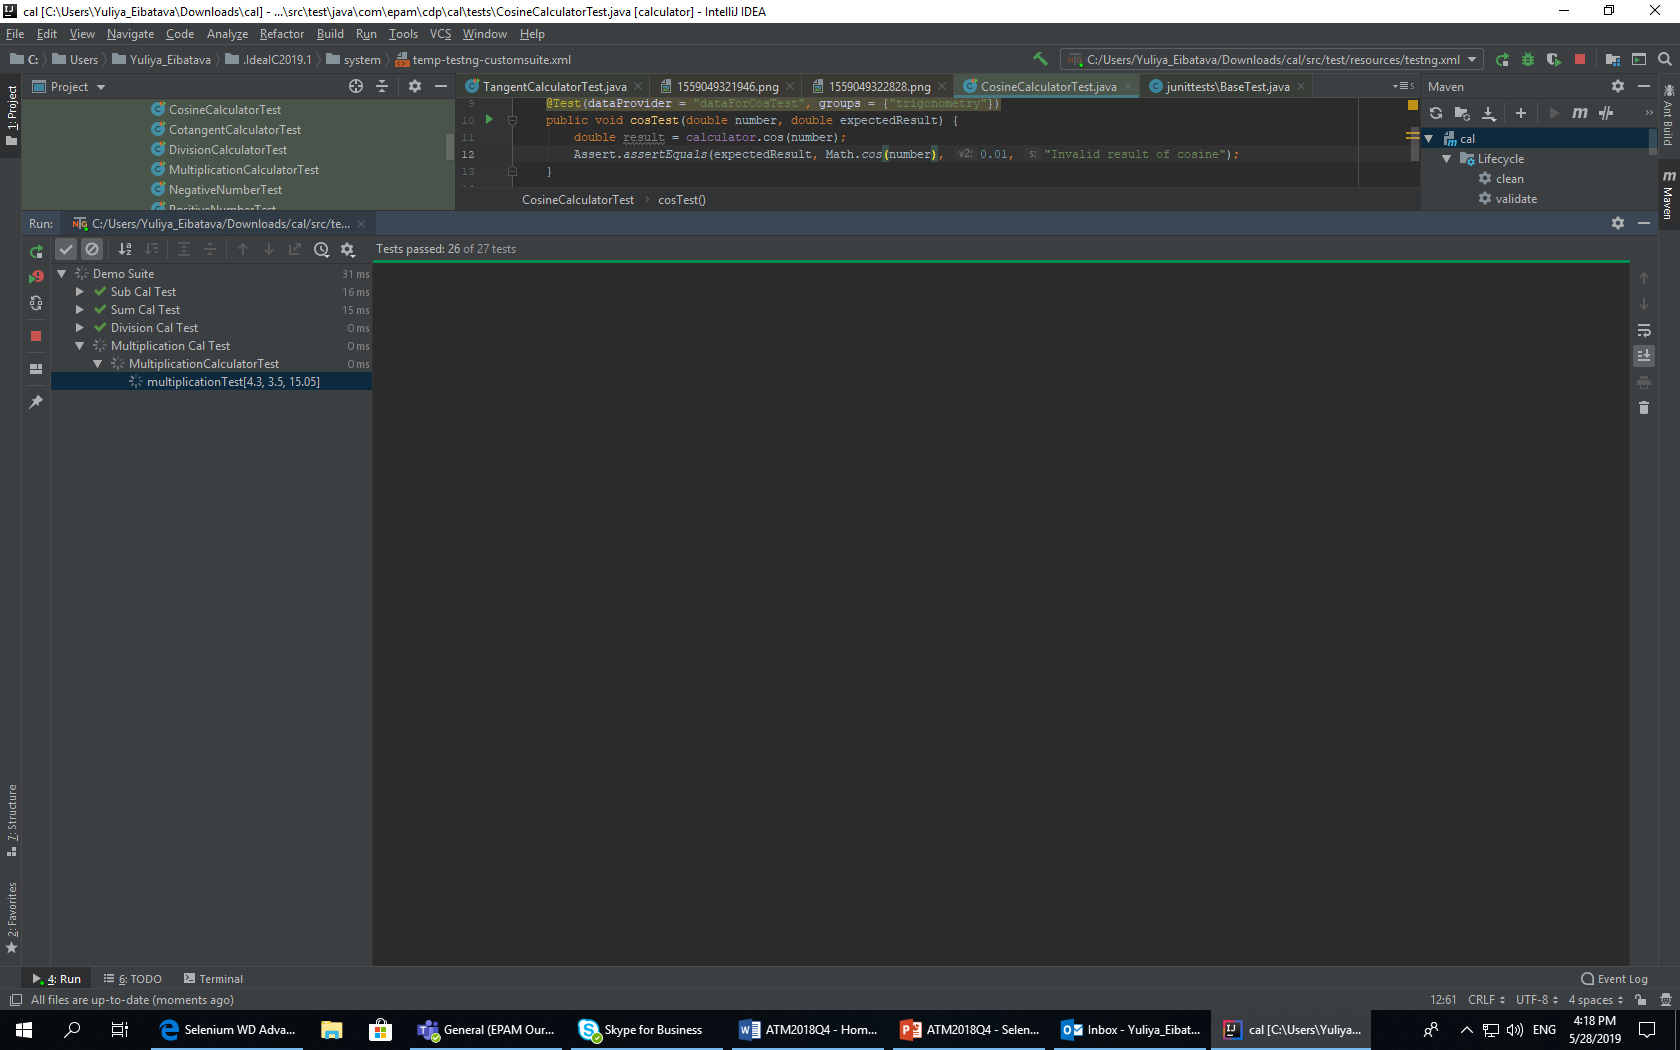 cal [C:\Users\Yuliya_Eibatava\Downloads\cal] - ...\src\test\java\com\epam\cdp\cal\tests\CosineCalculatorTest.java [calculator] - IntelliJ IDEA
File Edit View Navigate Code Analyze Refactor Build Run Tools VCS Window Help
C: Users Yuliya_Eibatava .IdeaIC2019.1 system temp-testng-customsuite.xml C:/Users/Yuliya_Eibatava/Downloads/cal/src/test/resources/testng.xml
Project TangentCalculatorTest.java 1559049321946.png 1559049322828.png CosineCalculatorTest.java junittests\BaseTest.java Maven
1: Project
CosineCalculatorTest
CotangentCalculatorTest
DivisionCalculatorTest
MultiplicationCalculatorTest
NegativeNumberTest
PositiveNumberTest
9 @Test(dataProvider = "dataForCosTest", groups = {"trigonometry"})
10 public void cosTest(double number, double expectedResult) {
11 double result = calculator.cos(number);
12 Assert.assertEquals(expectedResult, Math.cos(number), v2: 0.01, s: "Invalid result of cosine");
13 }
CosineCalculatorTest cosTest()
cal
Lifecycle
clean
validate
Ant Build
Maven
Run: C:/Users/Yuliya_Eibatava/Downloads/cal/src/te...
Tests passed: 26 of 27 tests
Demo Suite 31 ms
Sub Cal Test 16 ms
Sum Cal Test 15 ms
Division Cal Test 0 ms
Multiplication Cal Test 0 ms
MultiplicationCalculatorTest 0 ms
multiplicationTest[4.3, 3.5, 15.05]
7: Structure
2: Favorites
4: Run 6: TODO Terminal Event Log
All files are up-to-date (moments ago) 12:61 CRLF UTF-8 4 spaces
Selenium WD Adva... General (EPAM Our... Skype for Business ATM2018Q4 - Hom... ATM2018Q4 - Selen... Inbox - Yuliya_Eibat... cal [C:\Users\Yuliya... ENG 4:18 PM
5/28/2019